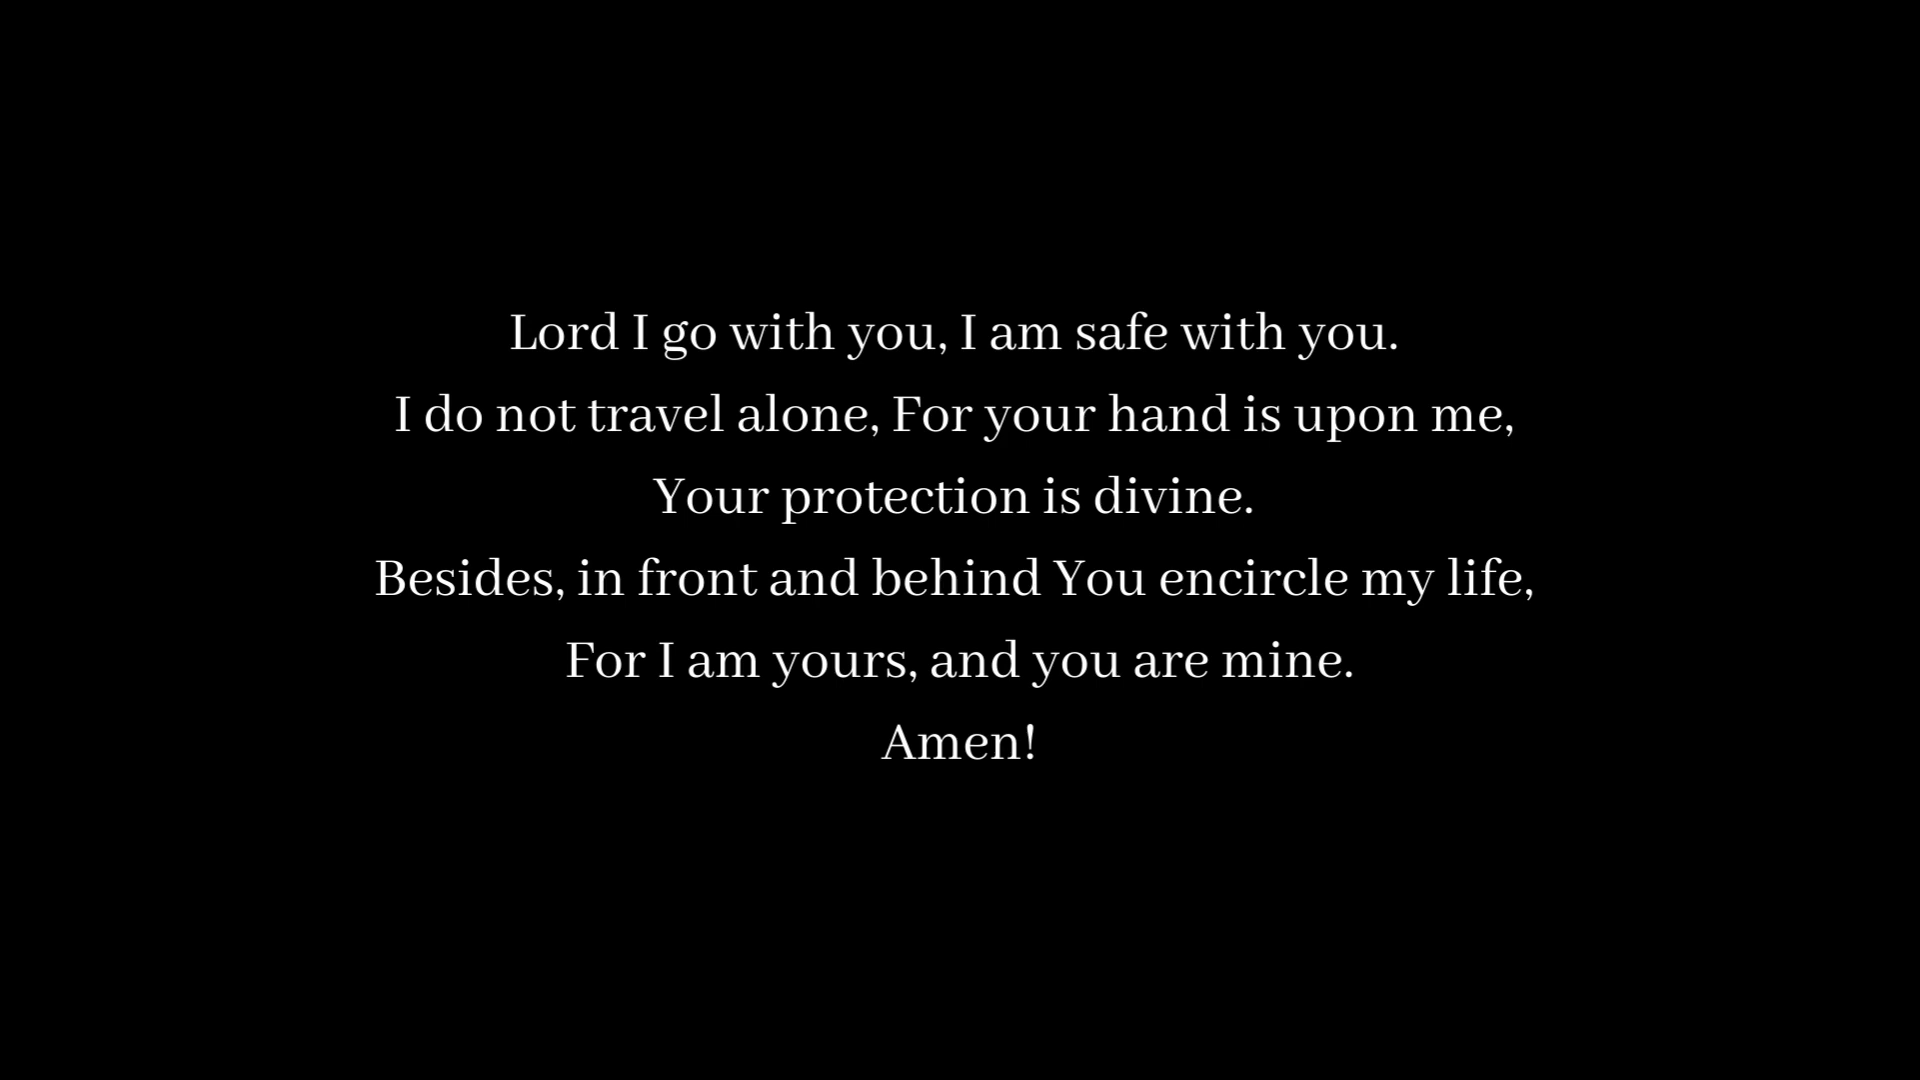 Lord I go with you, I am safe with you.
I do not travel alone, For your hand is upon me,
Your protection is divine.
Besides, in front and behind You encircle my life,
For I am yours, and you are mine.
Amen!